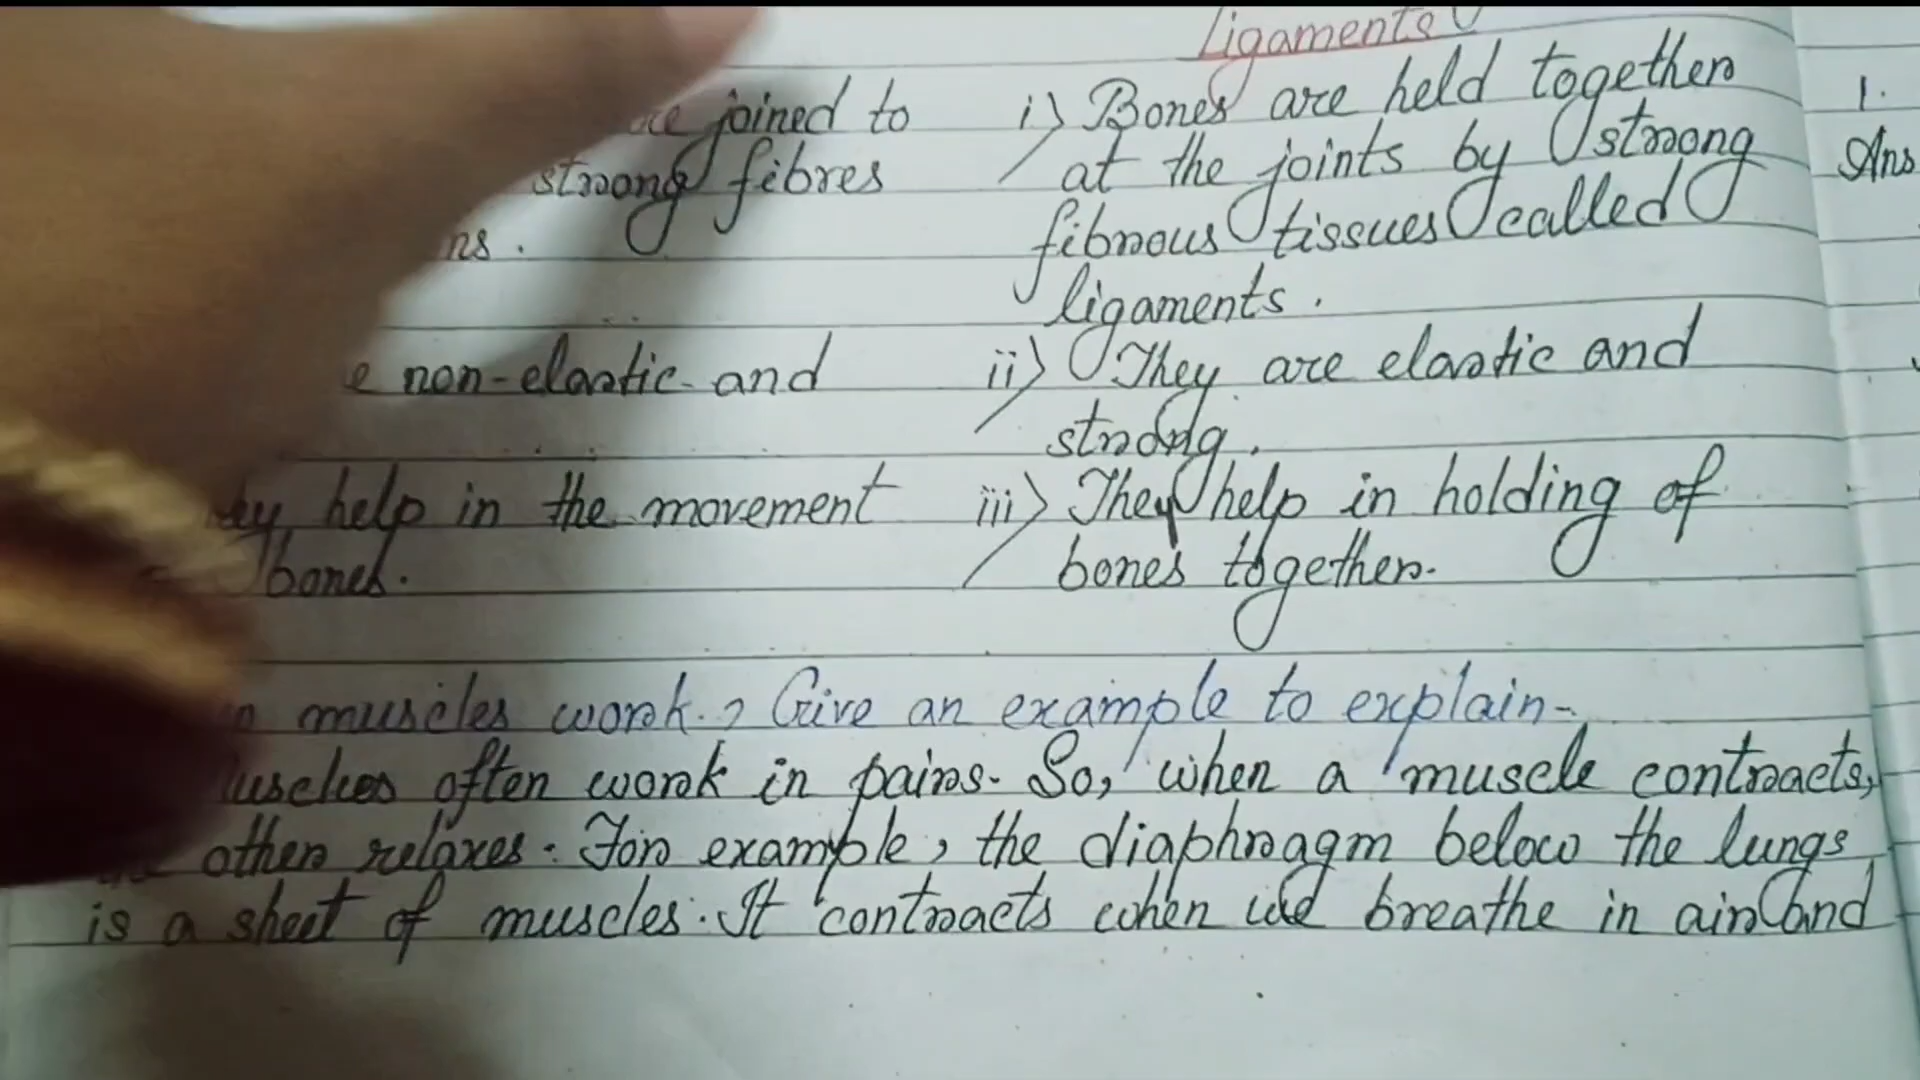 Ligaments
joined to
strong fibres
i) Bones are held together
at the joints by strong
fibrous tissues called
ligaments.
non-elastic and
ii) They are elastic and
strong.
help in the movement
bones.
iii) They help in holding of
bones together.
muscles work? Give an example to explain.
often work in pairs. So, when a muscle contracts,
other relaxes. For example, the diaphragm below the lungs
is a sheet of muscles. It contracts when we breathe in air and
1.
Ans